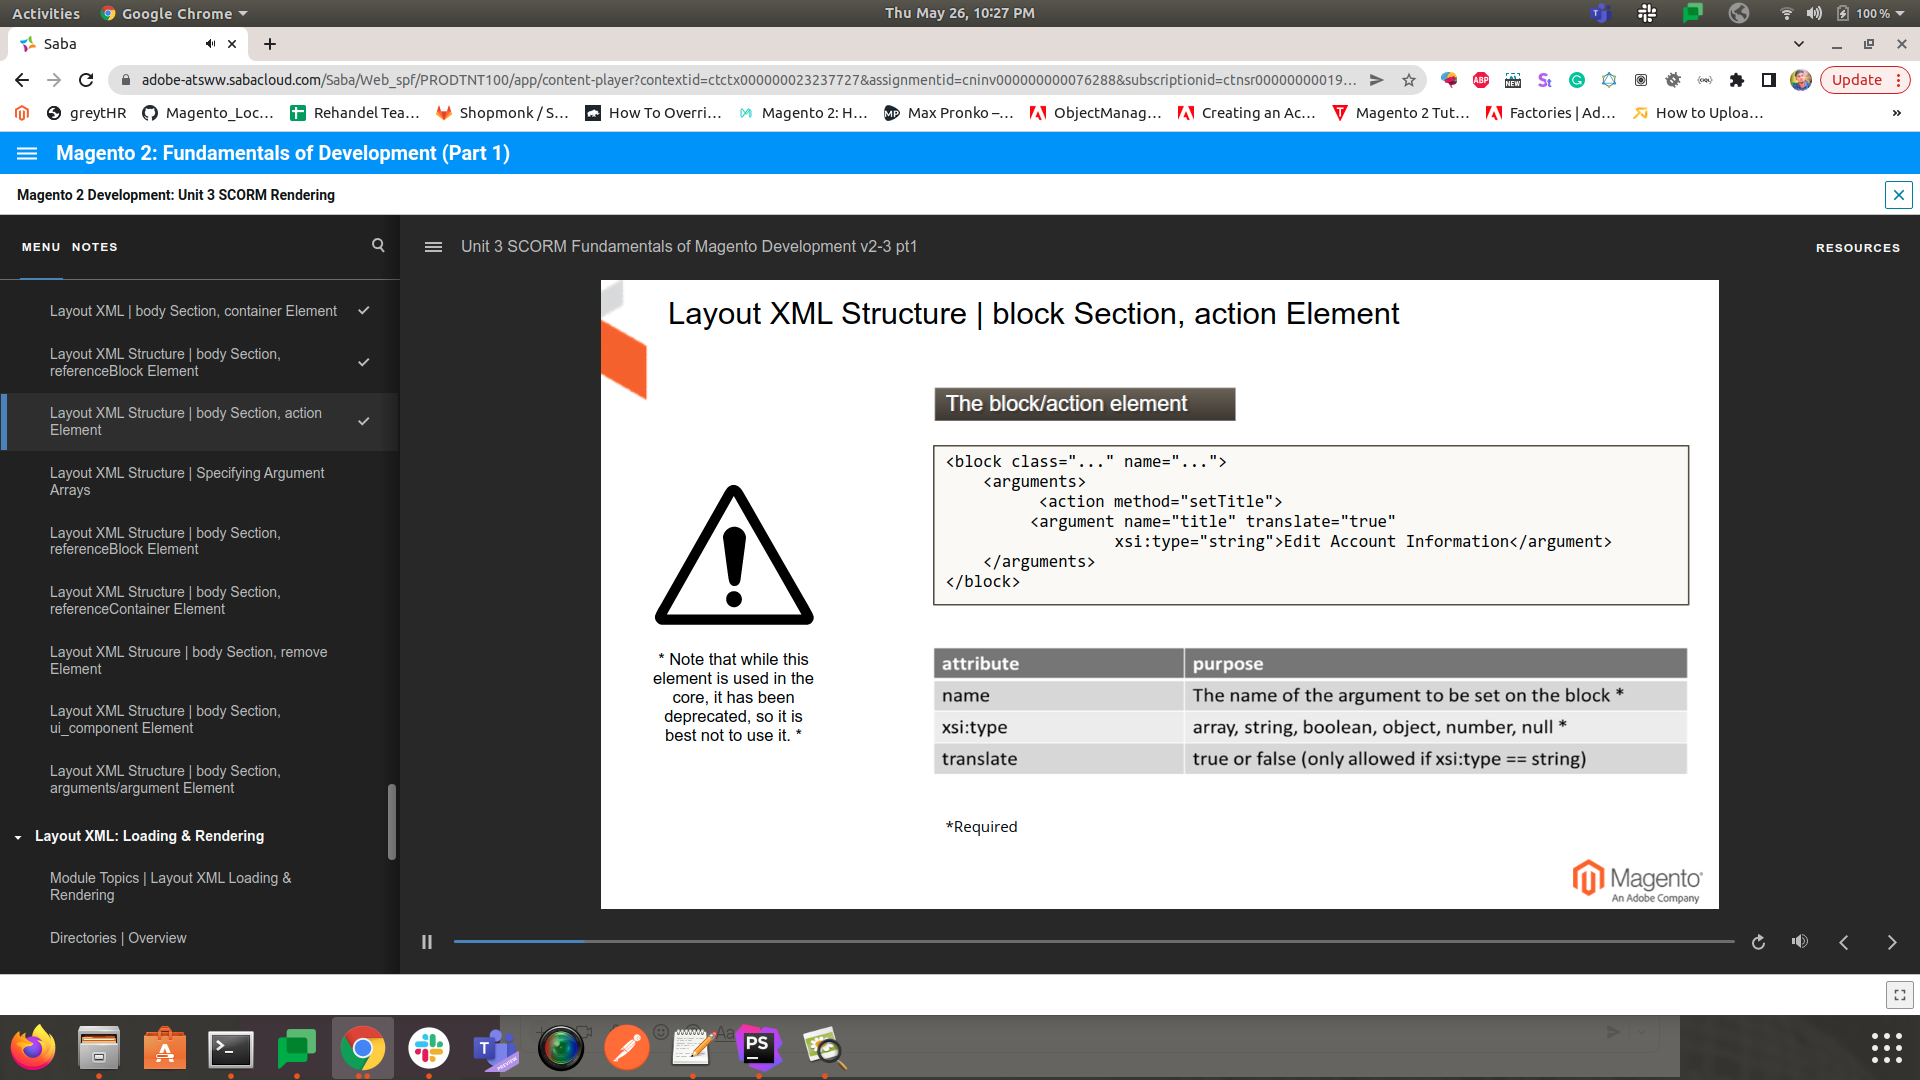 Activities Google Chrome Thu May 26, 10:27 PM 100 %
Saba
adobe-atsww.sabacloud.com/Saba/Web_spf/PRODTNT100/app/content-player?contextid=ctctx000000023237727&assignmentid=cninv000000000076288&subscriptionid=ctnsr00000000019... Update
greytHR Magento_Loc... Rehandel Tea... Shopmonk / S... How To Overri... Magento 2: H... Max Pronko –... ObjectManag... Creating an Ac... Magento 2 Tut... Factories | Ad... How to Uploa... »
Magento 2: Fundamentals of Development (Part 1)
Magento 2 Development: Unit 3 SCORM Rendering
MENU NOTES
Unit 3 SCORM Fundamentals of Magento Development v2-3 pt1
RESOURCES
Layout XML | body Section, container Element
Layout XML Structure | body Section,
referenceBlock Element
Layout XML Structure | body Section, action
Element
Layout XML Structure | Specifying Argument
Arrays
Layout XML Structure | body Section,
referenceBlock Element
Layout XML Structure | body Section,
referenceContainer Element
Layout XML Strucure | body Section, remove
Element
Layout XML Structure | body Section,
ui_component Element
Layout XML Structure | body Section,
arguments/argument Element
Layout XML: Loading & Rendering
Module Topics | Layout XML Loading &
Rendering
Directories | Overview
Layout XML Structure | block Section, action Element
The block/action element
<block class="..." name="...">
<arguments>
<action method="setTitle">
<argument name="title" translate="true"
xsi:type="string">Edit Account Information</argument>
</arguments>
</block>
* Note that while this
element is used in the
core, it has been
deprecated, so it is
best not to use it. *
attribute purpose
name The name of the argument to be set on the block *
xsi:type array, string, boolean, object, number, null *
translate true or false (only allowed if xsi:type == string)
*Required
Magento
An Adobe Company